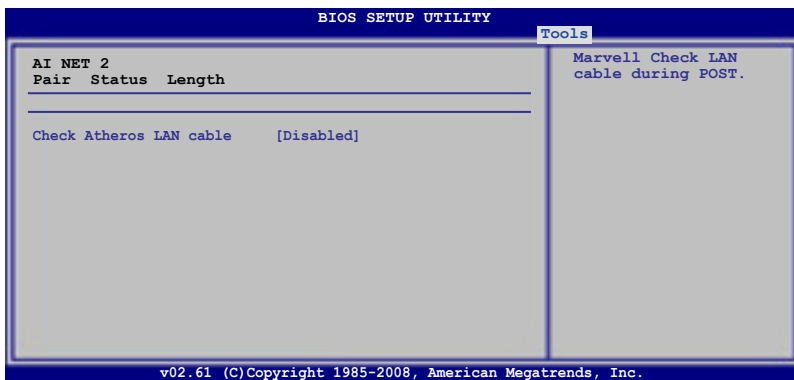 BIOS SETUP UTILITY
Tools
AI NET 2
Pair Status Length
Check Atheros LAN cable [Disabled]
Marvell Check LAN
cable during POST.
v02.61 (C)Copyright 1985-2008, American Megatrends, Inc.